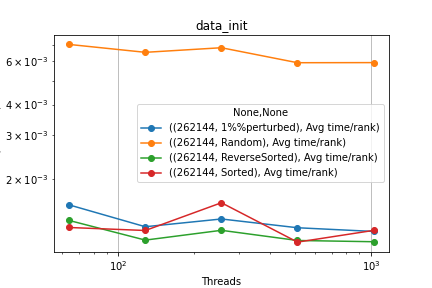 data_init
6 × 10⁻³
4 × 10⁻³
3 × 10⁻³
2 × 10⁻³
None,None
((262144, 1%%perturbed), Avg time/rank)
((262144, Random), Avg time/rank)
((262144, ReverseSorted), Avg time/rank)
((262144, Sorted), Avg time/rank)
10² 10³
Threads